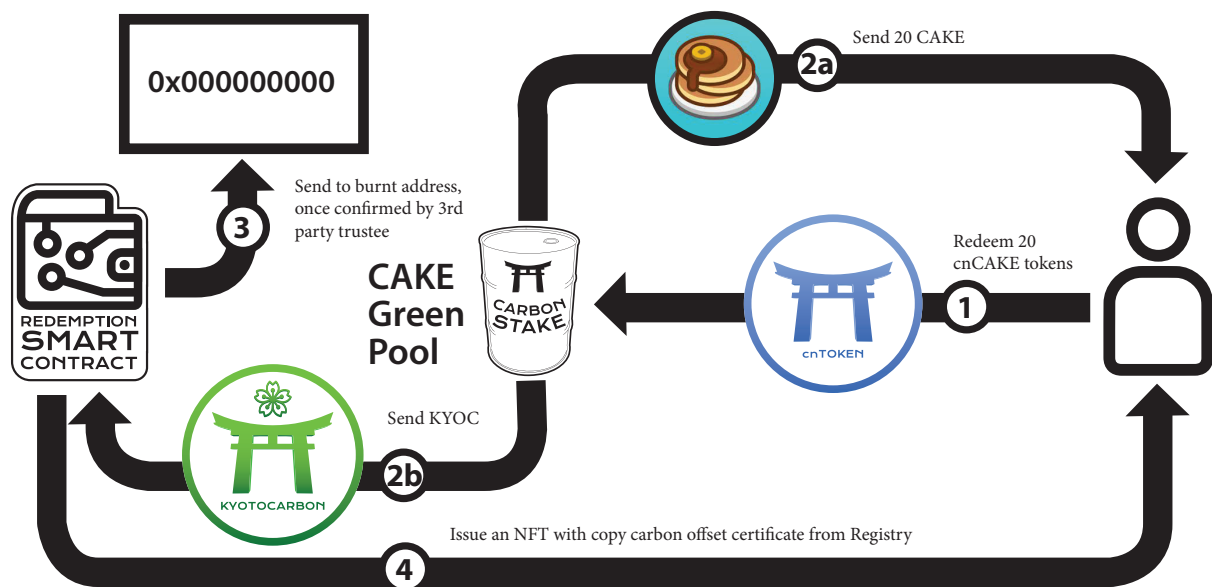 0x000000000
Send 20 CAKE
2a
3
Send to burnt address,
once confirmed by 3rd
party trustee
REDEMPTION
SMART
CONTRACT
CAKE
Green
Pool
CARBON
STAKE
cnTOKEN
1
Redeem 20
cnCAKE tokens
Send KYOC
2b
KYOTOCARBON
Issue an NFT with copy carbon offset certificate from Registry
4